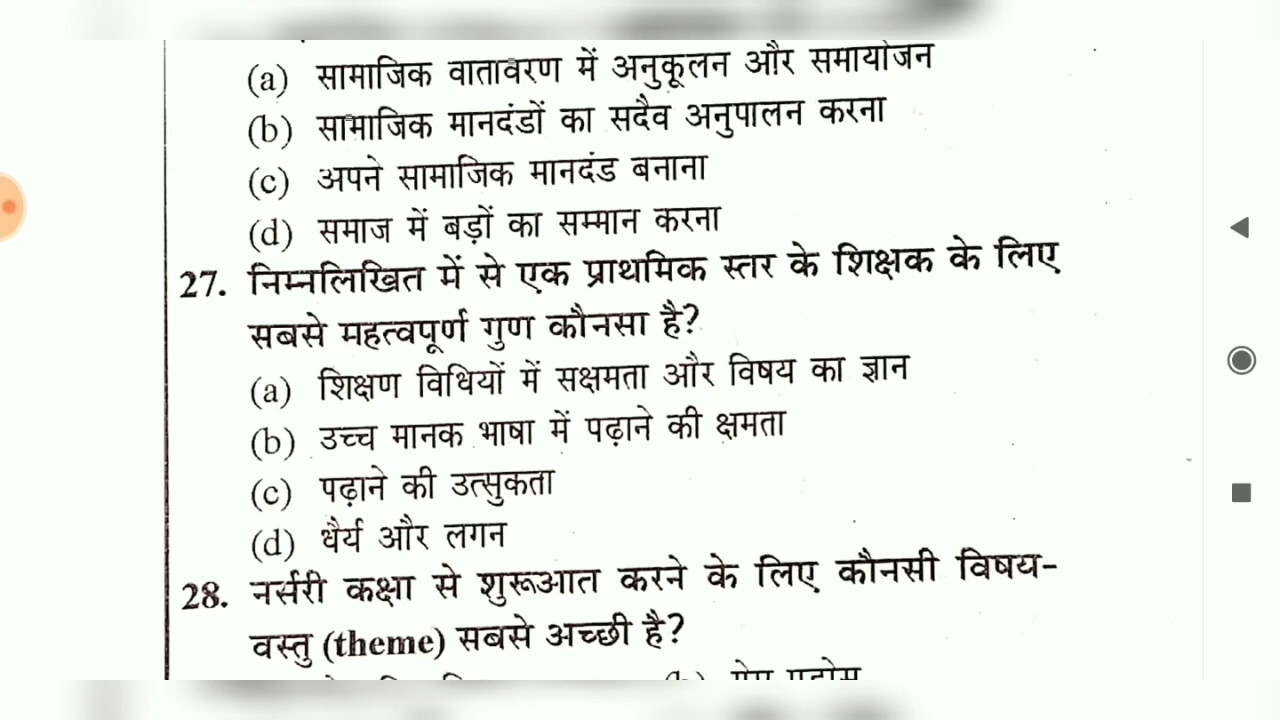 (a) सामाजिक वातावरण में अनुकूलन और समायोजन
(b) सामाजिक मानदंडों का सदैव अनुपालन करना
(c) अपने सामाजिक मानदंड बनाना
(d) समाज में बड़ों का सम्मान करना
27. निम्नलिखित में से एक प्राथमिक स्तर के शिक्षक के लिए
सबसे महत्वपूर्ण गुण कौनसा है?
(a) शिक्षण विधियों में सक्षमता और विषय का ज्ञान
(b) उच्च मानक भाषा में पढ़ाने की क्षमता
(c) पढ़ाने की उत्सुकता
(d) धैर्य और लगन
28. नर्सरी कक्षा से शुरूआत करने के लिए कौनसी विषय-
वस्तु (theme) सबसे अच्छी है?